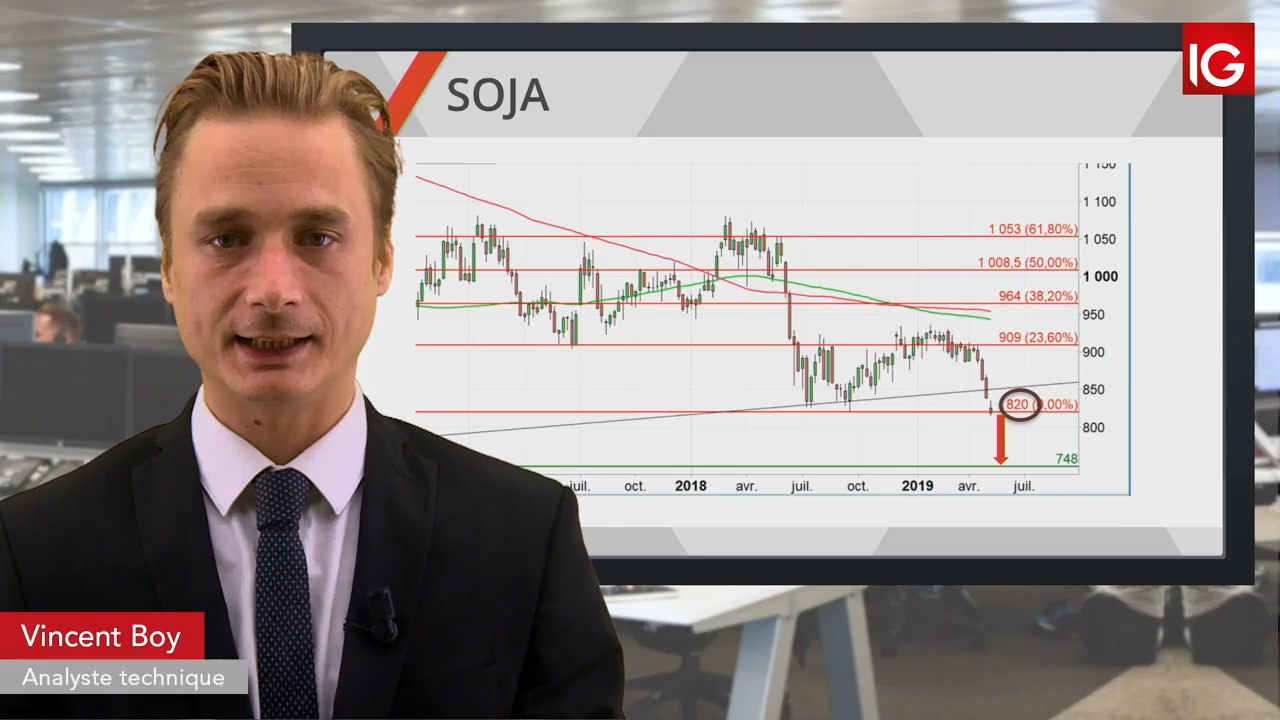 IG
SOJA
1 150
1 100
1 053 (61,80%)
1 050
1 008,5 (50,00%)
1 000
964 (38,20%)
950
909 (23,60%)
900
850
820 (0,00%)
800
748
juil. oct. 2018 avr. juil. oct. 2019 avr. juil.
Vincent Boy
Analyste technique